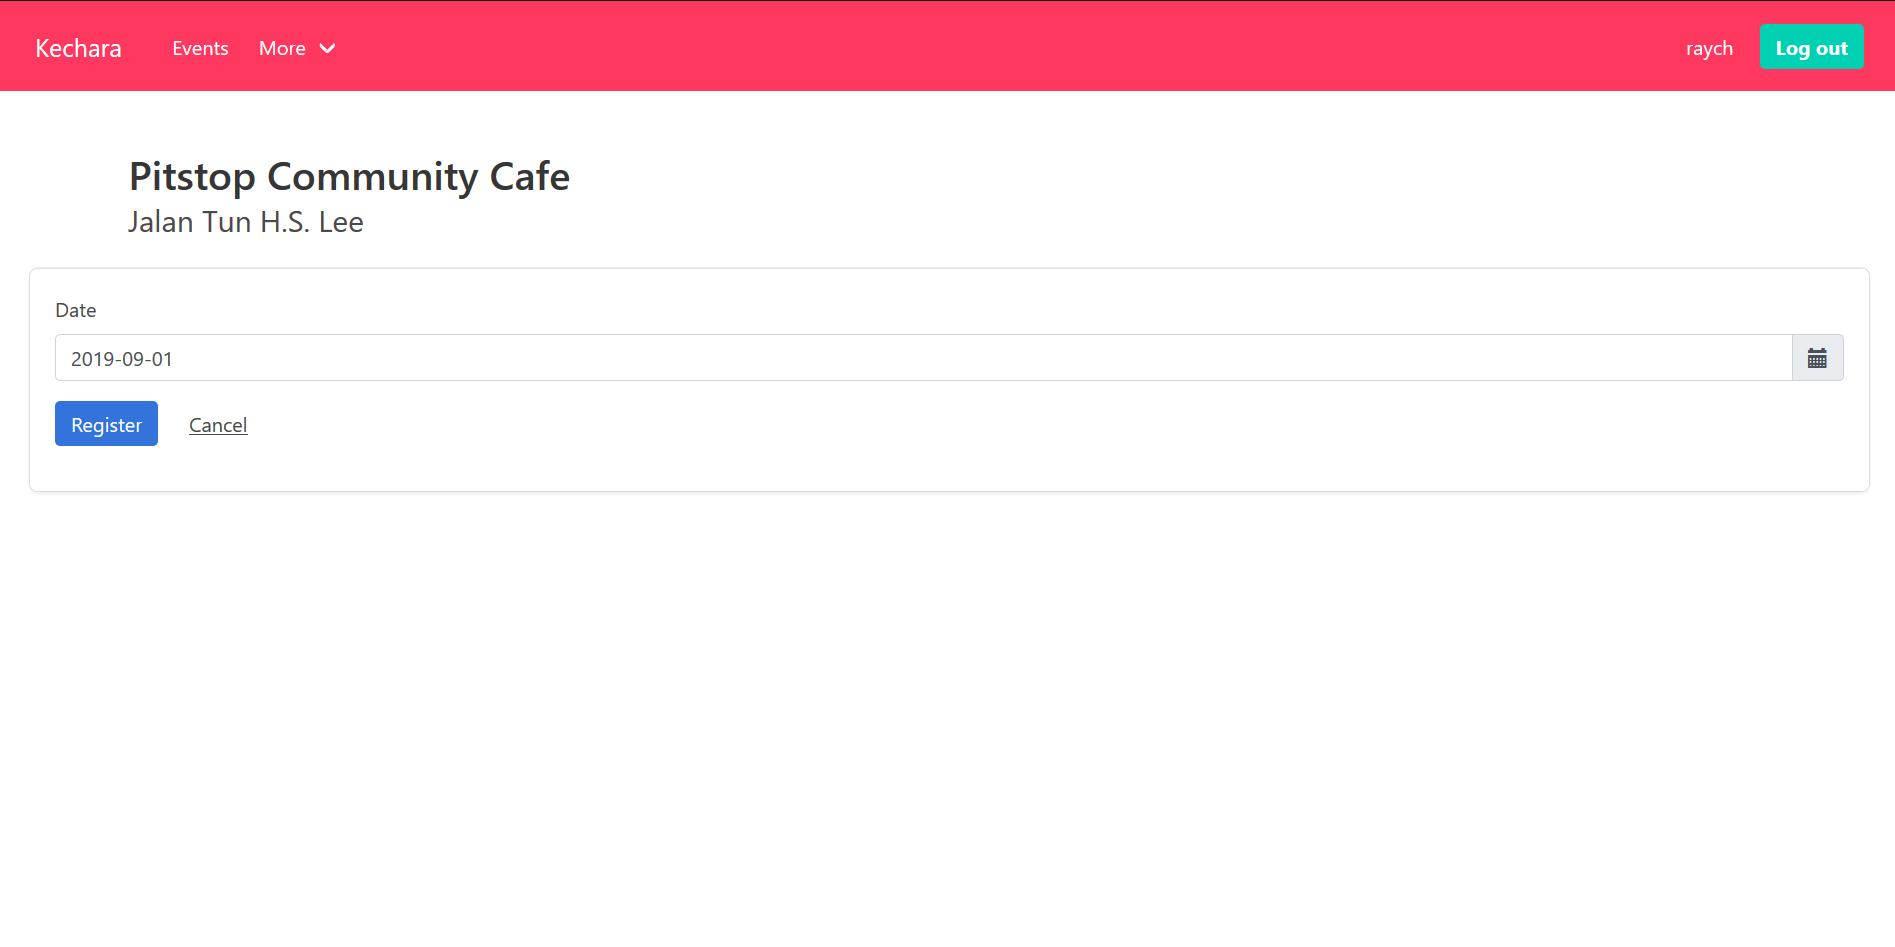 Kechara Events More raych Log out
Pitstop Community Cafe
Jalan Tun H.S. Lee
Date
2019-09-01
Register Cancel